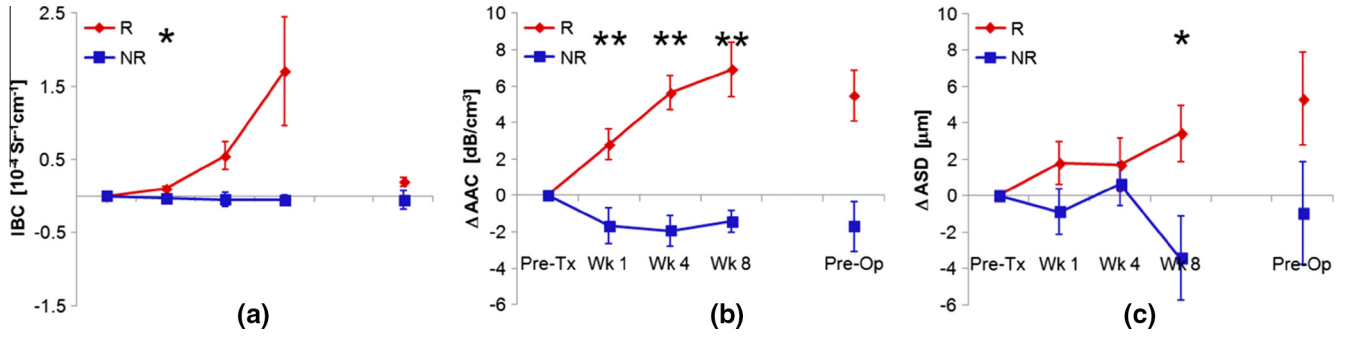 2.5
1.5
0.5
-0.5
-1.5
IBC [10⁻⁴ Sr⁻¹cm⁻¹]
R
NR
*
(a)
10
8
6
4
2
0
-2
-4
-6
Δ AAC [dB/cm³]
R
NR
** ** **
Pre-Tx Wk 1 Wk 4 Wk 8 Pre-Op
(b)
10
8
6
4
2
0
-2
-4
-6
Δ ASD [µm]
R
NR
*
Pre-Tx Wk 1 Wk 4 Wk 8 Pre-Op
(c)